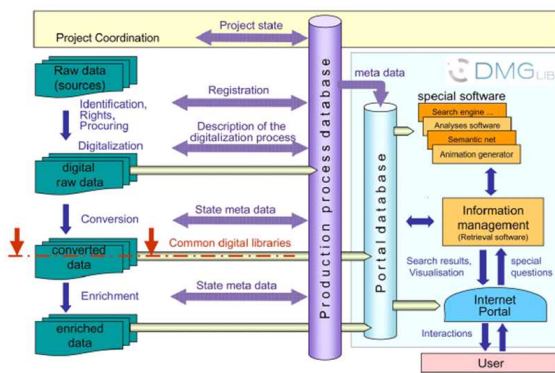 Project Coordination
Project state
Raw data
(sources)
Identification,
Rights,
Procuring
Registration
Digitalization
Description of the
digitalization process
digital
raw data
Conversion
State meta data
Common digital libraries
converted
data
Enrichment
State meta data
enriched
data
Production process database
meta data
Portal database
DMG LIB
special software
Search engine ...
Analyses software
Semantic net
Animation generator
Information
management
(Retrieval software)
Search results,
Visualisation
special
questions
Internet
Portal
Interactions
User